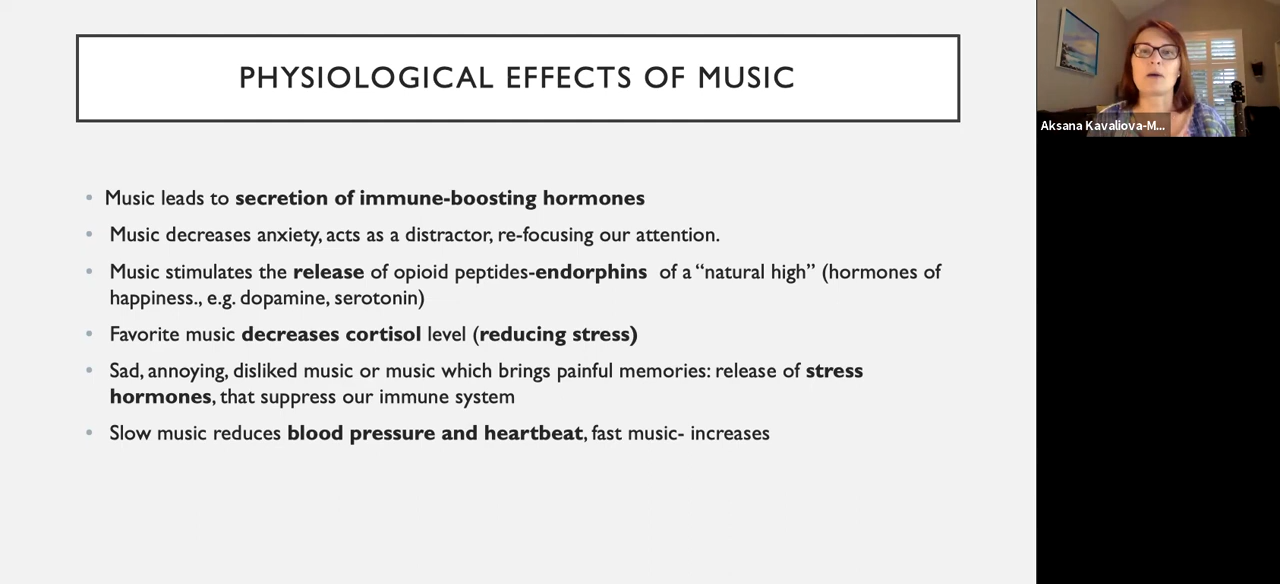 PHYSIOLOGICAL EFFECTS OF MUSIC
• Music leads to secretion of immune-boosting hormones
• Music decreases anxiety, acts as a distractor, re-focusing our attention.
• Music stimulates the release of opioid peptides-endorphins of a “natural high” (hormones of
happiness., e.g. dopamine, serotonin)
• Favorite music decreases cortisol level (reducing stress)
• Sad, annoying, disliked music or music which brings painful memories: release of stress
hormones, that suppress our immune system
• Slow music reduces blood pressure and heartbeat, fast music- increases
Aksana Kavaliova-M...